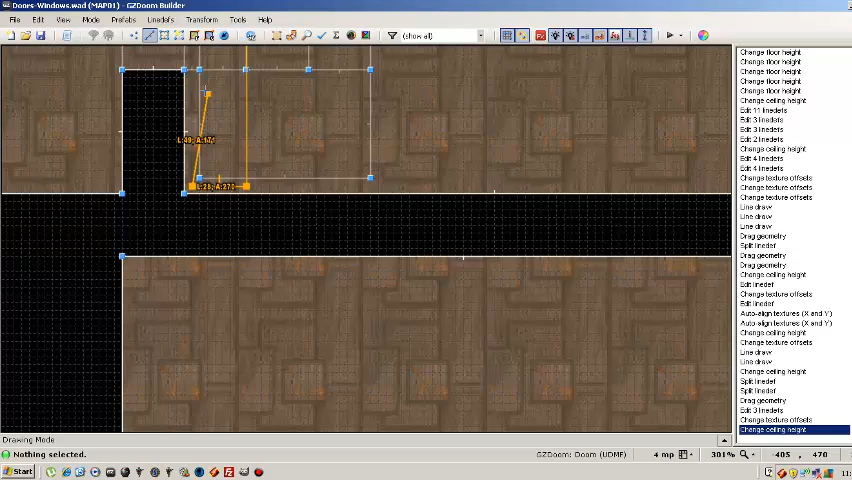 Doors-Windows.wad (MAP01) - GZDoom Builder
File Edit View Mode Prefabs Linedefs Transform Tools Help
(show all)
L:49; A:171
L:28; A:270
Change floor height
Change floor height
Change floor height
Change floor height
Change floor height
Change ceiling height
Edit 11 linedefs
Edit 3 linedefs
Edit 3 linedefs
Edit 2 linedefs
Change ceiling height
Edit 4 linedefs
Edit 4 linedefs
Change texture offsets
Change texture offsets
Change texture offsets
Line draw
Line draw
Line draw
Drag geometry
Split linedef
Drag geometry
Drag geometry
Change ceiling height
Edit linedef
Change texture offsets
Edit linedef
Auto-align textures (X and Y)
Auto-align textures (X and Y)
Change ceiling height
Change texture offsets
Line draw
Line draw
Change ceiling height
Split linedef
Split linedef
Drag geometry
Edit 3 linedefs
Change texture offsets
Change ceiling height
Drawing Mode
Nothing selected. GZDoom: Doom (UDMF) 4 mp 301% -405 , 470
Start 11: